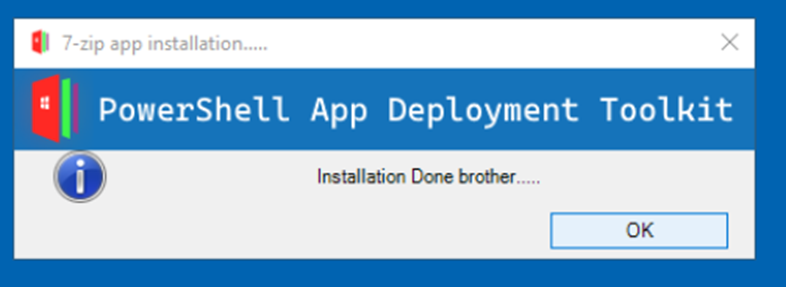 7-zip app installation.....
PowerShell App Deployment Toolkit
Installation Done brother.....
OK